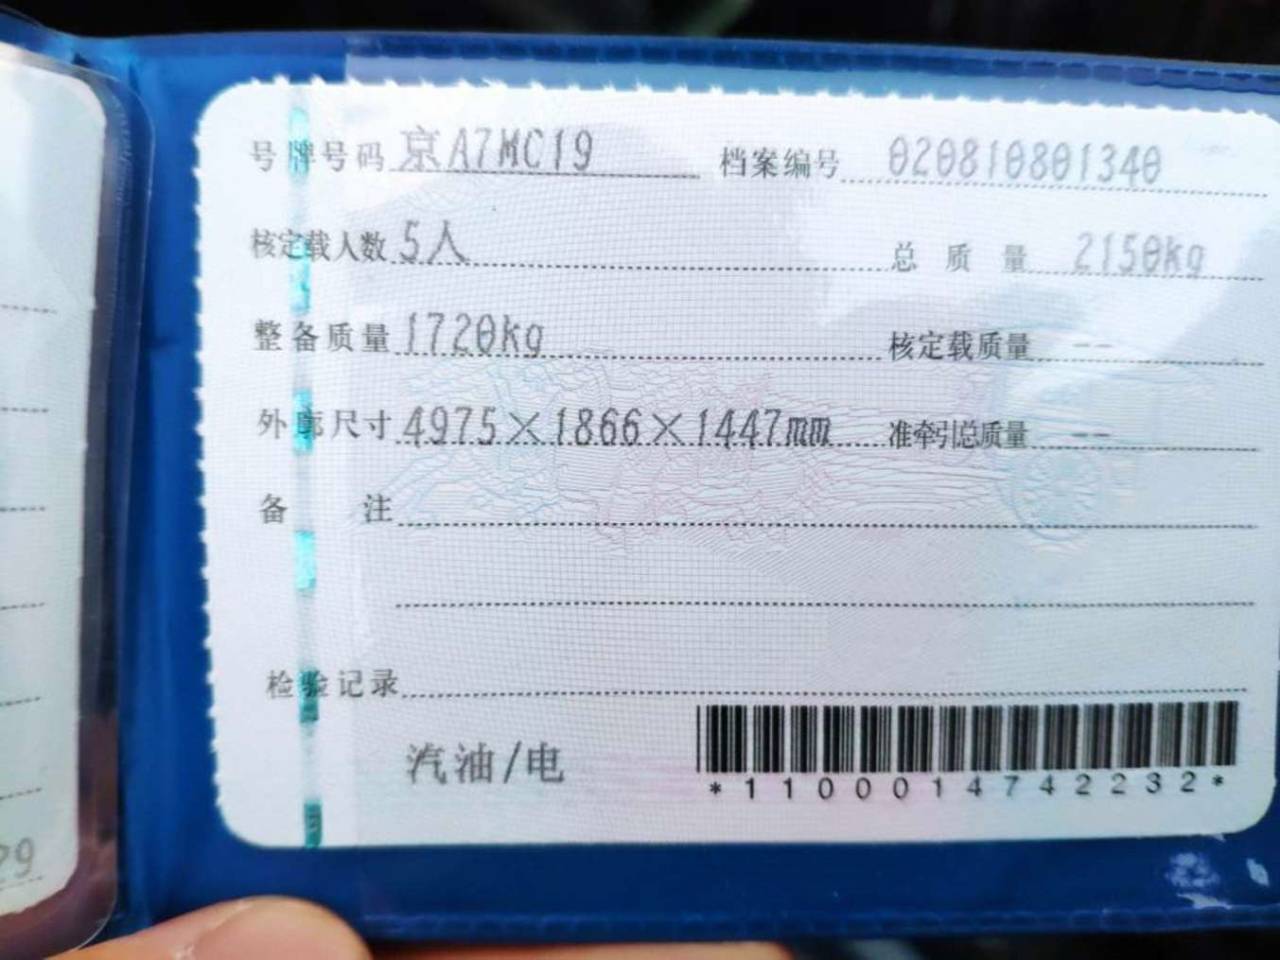 号牌号码 京A7MC19 档案编号 020810801340
核定载人数 5人 总质量 2150kg
整备质量 1720kg 核定载质量 --
外廓尺寸 4975×1866×1447mm 准牵引总质量 --
备注
检验记录
汽油/电
*1100014742232*
29